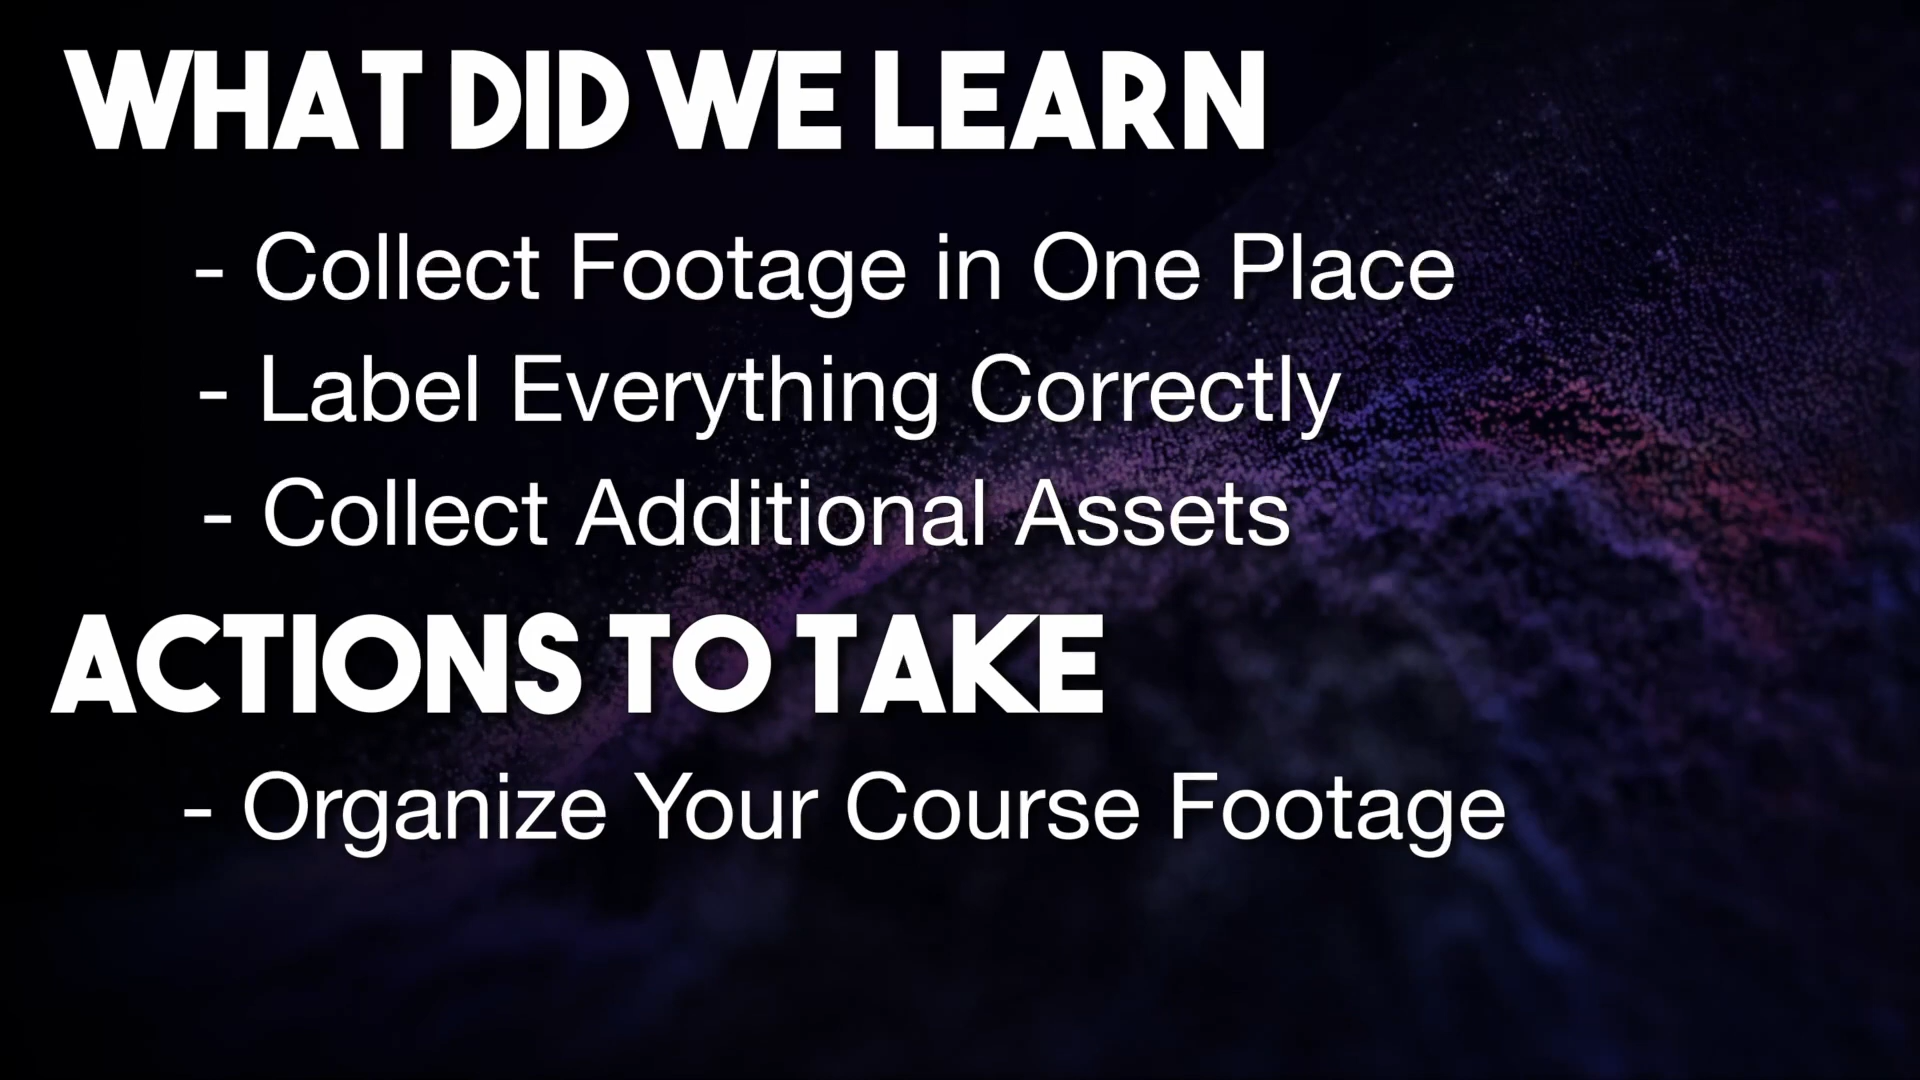 WHAT DID WE LEARN
- Collect Footage in One Place
- Label Everything Correctly
- Collect Additional Assets
ACTIONS TO TAKE
- Organize Your Course Footage